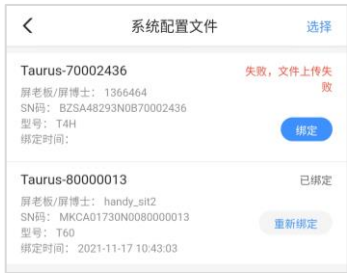 系统配置文件
选择
Taurus-70002436
失败，文件上传失
败
屏老板/屏博士： 1366464
SN码： BZSA48293N0B70002436
型号： T4H
绑定时间：
绑定
Taurus-80000013
已绑定
屏老板/屏博士： handy_sit2
SN码： MKCA01730N0080000013
型号： T60
绑定时间： 2021-11-17 10:43:03
重新绑定